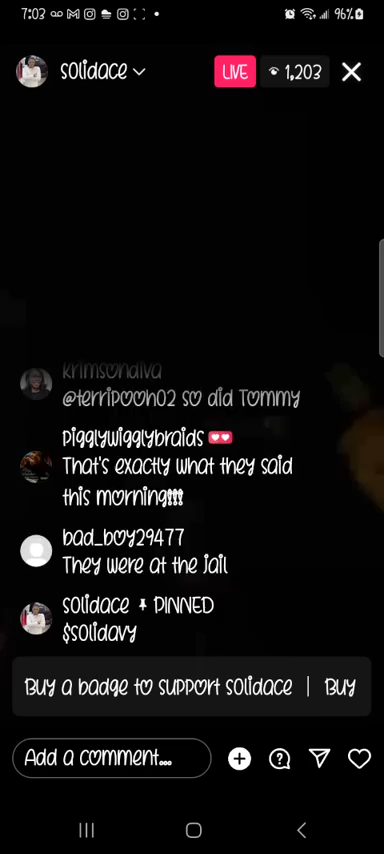 7:03
96%
solidace
LIVE
1,203
krimsondiva
@terripooh02 so did Tommy
pigglywigglybraids
That's exactly what they said
this morning!!!
bad_boy29477
They were at the jail
solidace PINNED
$solidavy
Buy a badge to support solidace | Buy
Add a comment...